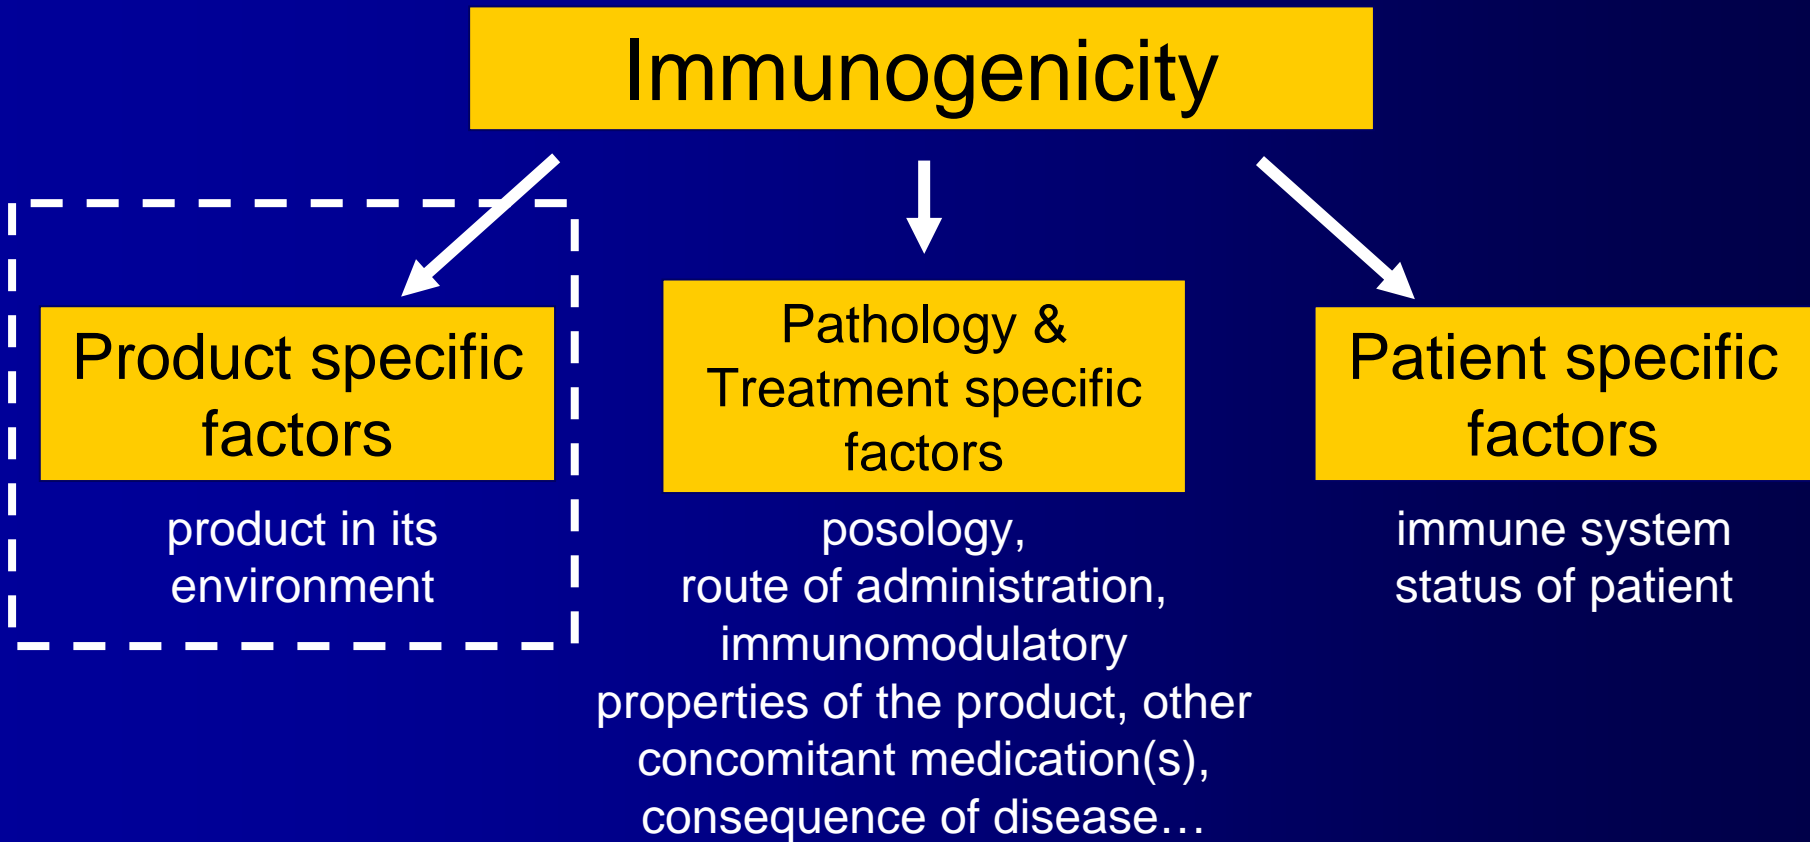 Immunogenicity
Product specific
factors
product in its
environment
Pathology &
Treatment specific
factors
posology,
route of administration,
immunomodulatory
properties of the product, other
concomitant medication(s),
consequence of disease…
Patient specific
factors
immune system
status of patient